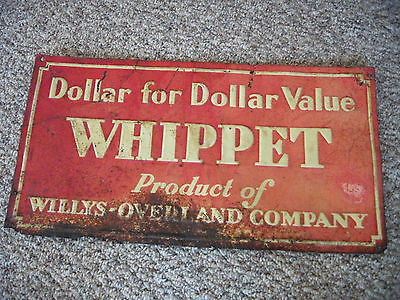 Dollar for Dollar Value
WHIPPET
Product of
WILLYS-OVERLAND COMPANY